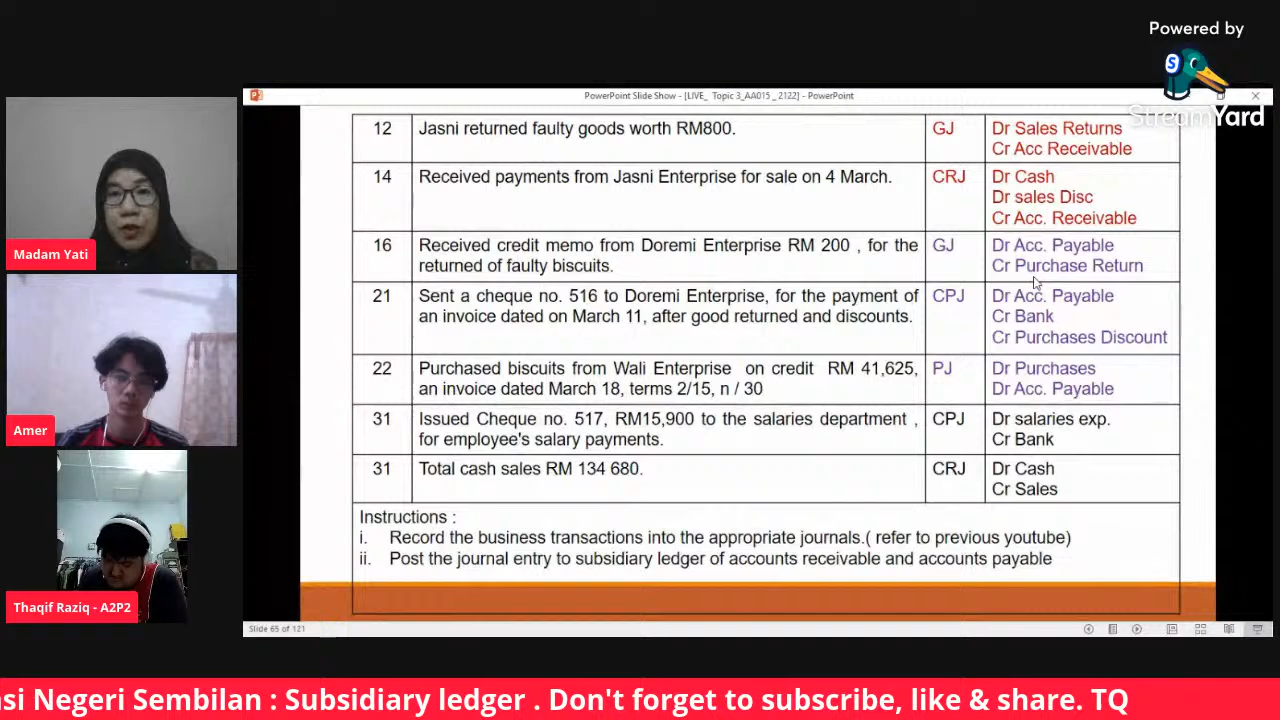 Powered by
StreamYard
PowerPoint Slide Show - [LIVE_ Topic 3_AA015 _ 2122] - PowerPoint
12 Jasni returned faulty goods worth RM800. GJ Dr Sales Returns
Cr Acc Receivable
14 Received payments from Jasni Enterprise for sale on 4 March. CRJ Dr Cash
Dr sales Disc
Cr Acc. Receivable
16 Received credit memo from Doremi Enterprise RM 200 , for the GJ Dr Acc. Payable
returned of faulty biscuits. Cr Purchase Return
21 Sent a cheque no. 516 to Doremi Enterprise, for the payment of CPJ Dr Acc. Payable
an invoice dated on March 11, after good returned and discounts. Cr Bank
Cr Purchases Discount
22 Purchased biscuits from Wali Enterprise on credit RM 41,625, PJ Dr Purchases
an invoice dated March 18, terms 2/15, n / 30 Dr Acc. Payable
31 Issued Cheque no. 517, RM15,900 to the salaries department , CPJ Dr salaries exp.
for employee's salary payments. Cr Bank
31 Total cash sales RM 134 680. CRJ Dr Cash
Cr Sales
Instructions :
i. Record the business transactions into the appropriate journals.( refer to previous youtube)
ii. Post the journal entry to subsidiary ledger of accounts receivable and accounts payable
Slide 65 of 121
Madam Yati
Amer
Thaqif Raziq - A2P2
si Negeri Sembilan : Subsidiary ledger . Don't forget to subscribe, like & share. TQ